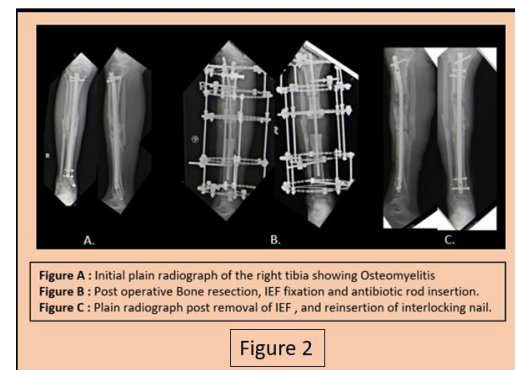 A.
B.
C.
Figure A : Initial plain radiograph of the right tibia showing Osteomyelitis
Figure B : Post operative Bone resection, IEF fixation and antibiotic rod insertion.
Figure C : Plain radiograph post removal of IEF , and reinsertion of interlocking nail.
Figure 2